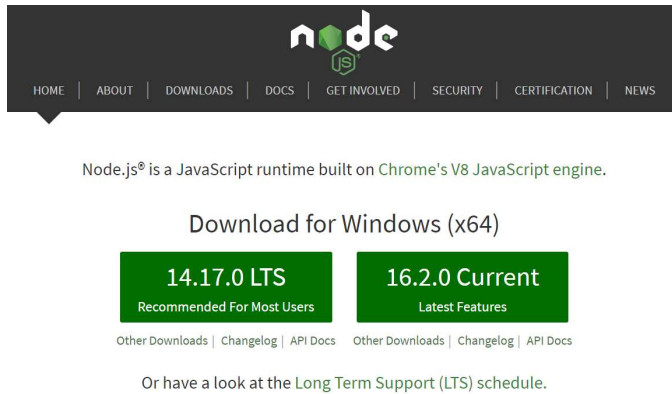 node
JS®
HOME | ABOUT | DOWNLOADS | DOCS | GET INVOLVED | SECURITY | CERTIFICATION | NEWS
Node.js® is a JavaScript runtime built on Chrome's V8 JavaScript engine.
Download for Windows (x64)
14.17.0 LTS 16.2.0 Current
Recommended For Most Users Latest Features
Other Downloads | Changelog | API Docs Other Downloads | Changelog | API Docs
Or have a look at the Long Term Support (LTS) schedule.